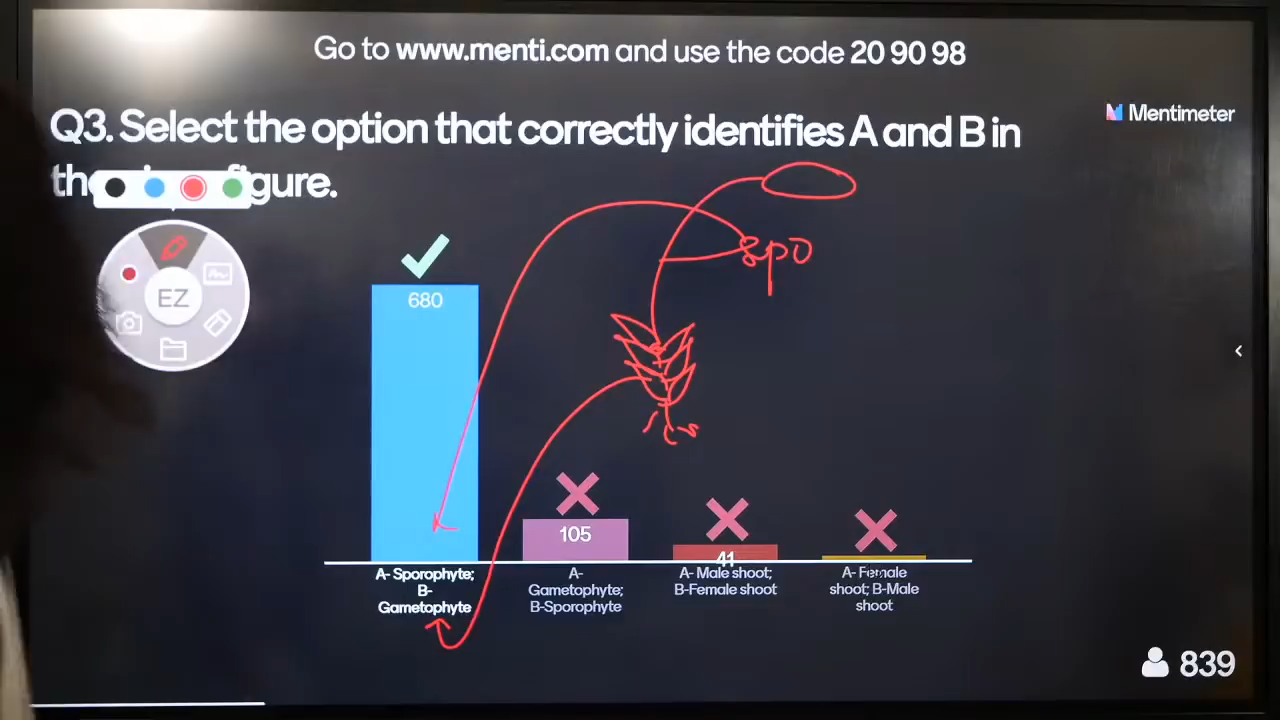 Go to www.menti.com and use the code 20 90 98
Mentimeter
Q3. Select the option that correctly identifies A and B in
figure.
EZ
spo
680
105
41
A- Sporophyte;
B-
Gametophyte
A-
Gametophyte;
B-Sporophyte
A- Male shoot;
B-Female shoot
A- Female
shoot; B-Male
shoot
839